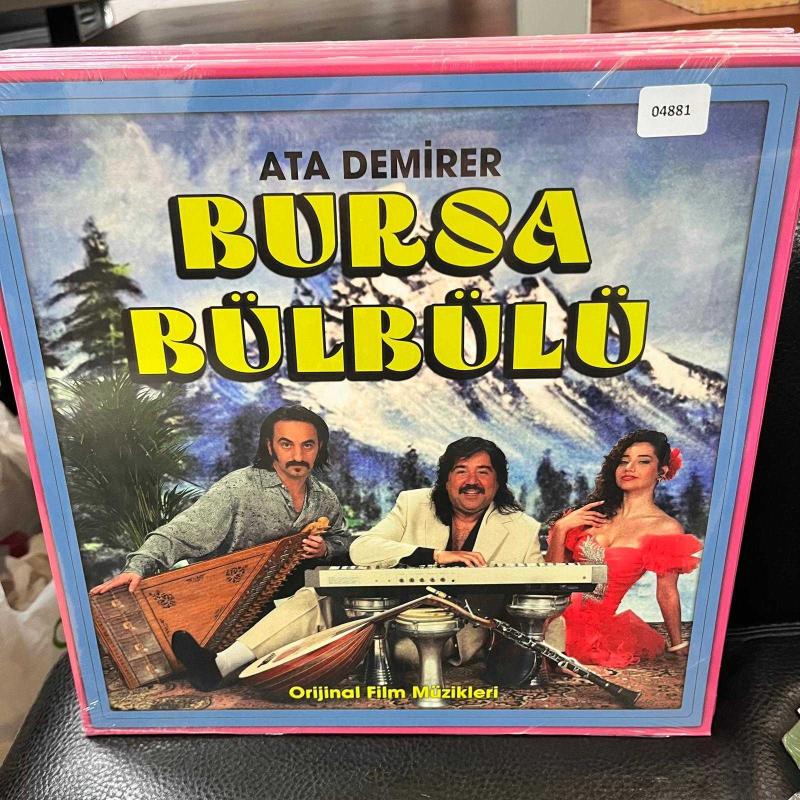 04881
ATA DEMİRER
BURSA
BÜLBÜLÜ
Orijinal Film Müzikleri